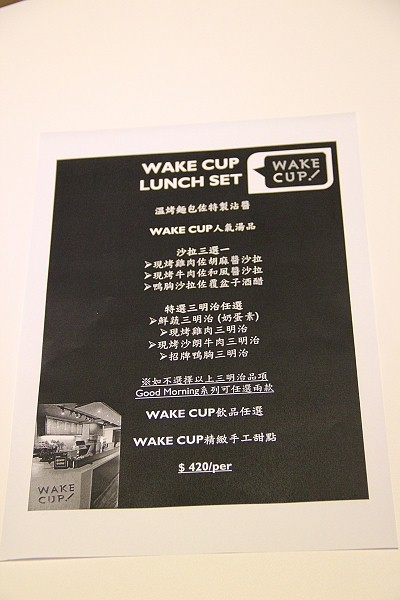 WAKE CUP
LUNCH SET
WAKE
CUP!
溫烤麵包佐特製沾醬
WAKE CUP人氣湯品
沙拉三選一
➢現烤雞肉佐胡麻醬沙拉
➢現烤牛肉佐和風醬沙拉
➢鴨胸沙拉佐覆盆子酒醋
特選三明治任選
➢鮮蔬三明治 (奶蛋素)
➢現烤雞肉三明治
➢現烤沙朗牛肉三明治
➢招牌鴨胸三明治
※如不選擇以上三明治品項
Good Morning系列可任選兩款
WAKE CUP飲品任選
WAKE CUP精緻手工甜點
$ 420/per
WAKE
CUP!